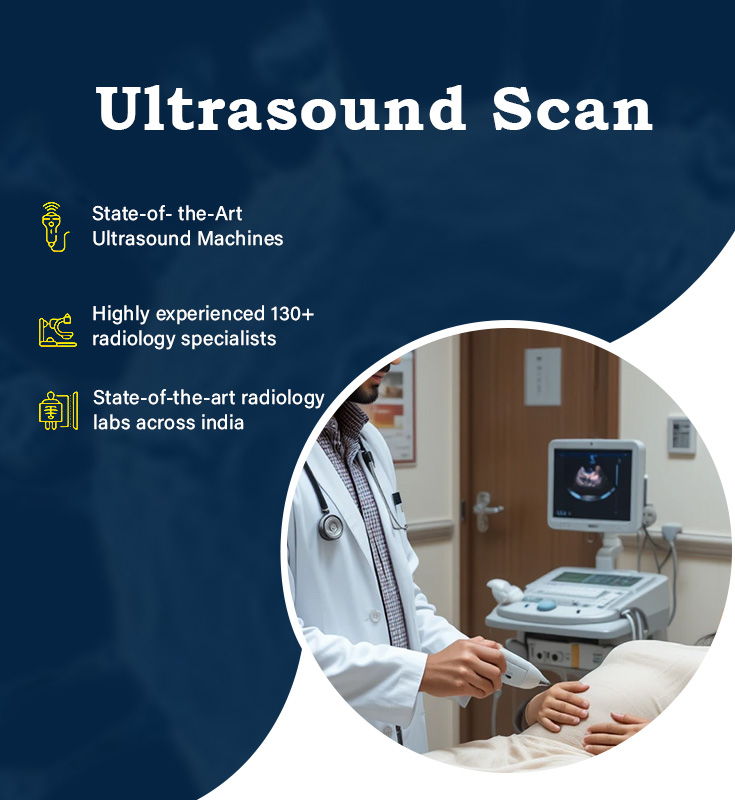 Ultrasound Scan
State-of- the-Art
Ultrasound Machines
Highly experienced 130+
radiology specialists
State-of-the-art radiology
labs across india